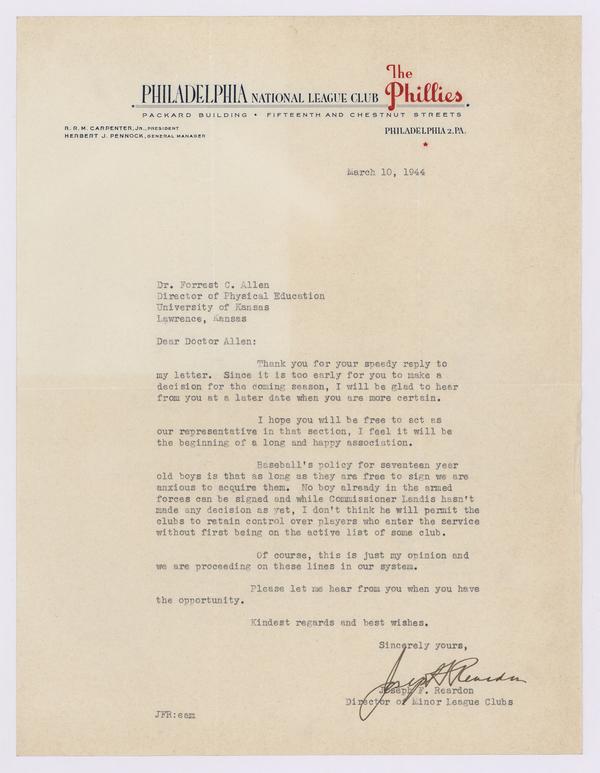 The
PHILADELPHIA NATIONAL LEAGUE CLUB Phillies
PACKARD BUILDING • FIFTEENTH AND CHESTNUT STREETS
R. R. M. CARPENTER, JR., PRESIDENT
HERBERT J. PENNOCK, GENERAL MANAGER
PHILADELPHIA 2, PA.
March 10, 1944
Dr. Forrest C. Allen
Director of Physical Education
University of Kansas
Lawrence, Kansas
Dear Doctor Allen:
Thank you for your speedy reply to
my letter. Since it is too early for you to make a
decision for the coming season, I will be glad to hear
from you at a later date when you are more certain.
I hope you will be free to act as
our representative in that section, I feel it will be
the beginning of a long and happy association.
Baseball's policy for seventeen year
old boys is that as long as they are free to sign we are
anxious to acquire them. No boy already in the armed
forces can be signed and while Commissioner Landis hasn't
made any decision as yet, I don't think he will permit the
clubs to retain control over players who enter the service
without first being on the active list of some club.
Of course, this is just my opinion and
we are proceeding on these lines in our system.
Please let me hear from you when you have
the opportunity.
Kindest regards and best wishes.
Sincerely yours,
Joseph F. Reardon
Joseph F. Reardon
Director of Minor League Clubs
JFR:eam